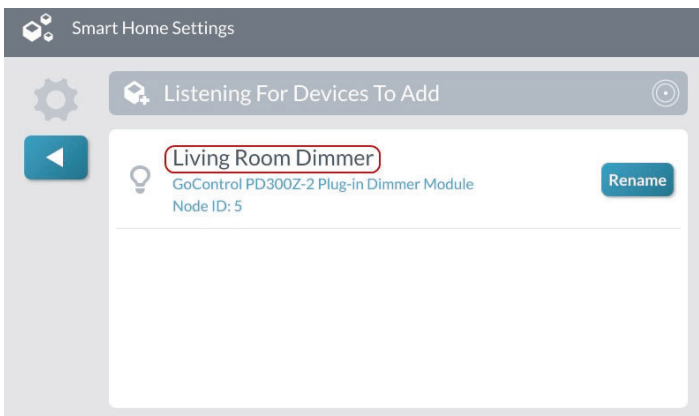 Smart Home Settings
Listening For Devices To Add
Living Room Dimmer
GoControl PD300Z-2 Plug-in Dimmer Module
Rename
Node ID: 5